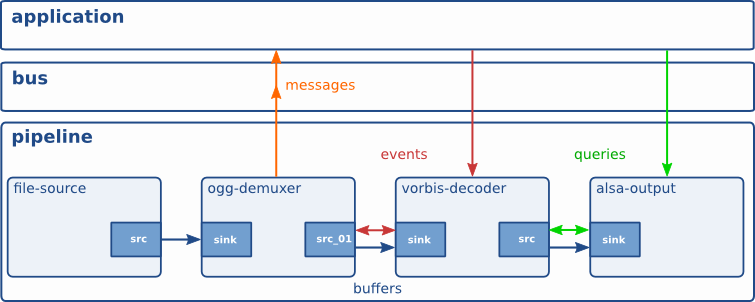 application
bus
messages
pipeline
events
queries
file-source
ogg-demuxer
vorbis-decoder
alsa-output
src
sink
src_01
sink
src
sink
buffers